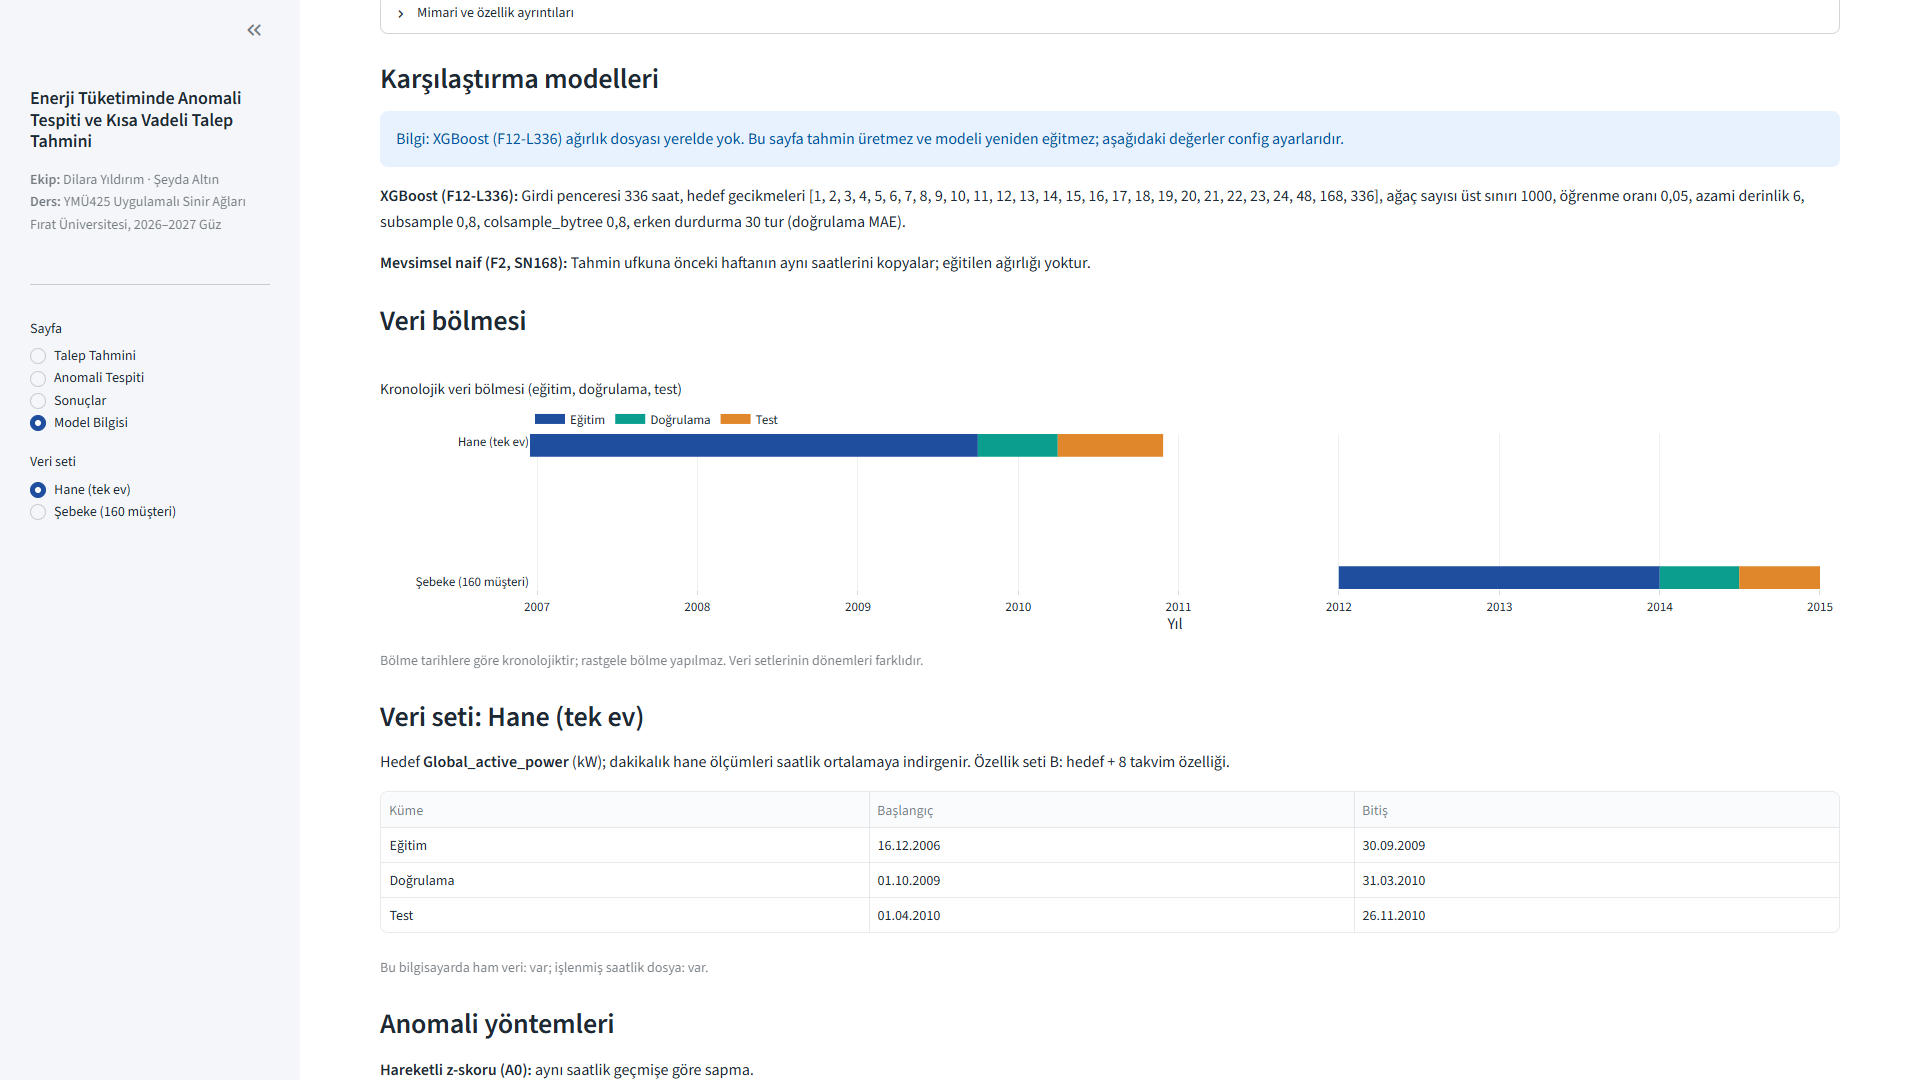 Enerji Tüketiminde Anomali
Tespiti ve Kısa Vadeli Talep
Tahmini
Ekip: Dilara Yıldırım · Şeyda Altın
Ders: YMÜ425 Uygulamalı Sinir Ağları
Fırat Üniversitesi, 2026–2027 Güz
Sayfa
Talep Tahmini
Anomali Tespiti
Sonuçlar
Model Bilgisi
Veri seti
Hane (tek ev)
Şebeke (160 müşteri)
Mimari ve özellik ayrıntıları
Karşılaştırma modelleri
Bilgi: XGBoost (F12-L336) ağırlık dosyası yerelde yok. Bu sayfa tahmin üretmez ve modeli yeniden eğitmez; aşağıdaki değerler config ayarlarıdır.
XGBoost (F12-L336): Girdi penceresi 336 saat, hedef gecikmeleri [1, 2, 3, 4, 5, 6, 7, 8, 9, 10, 11, 12, 13, 14, 15, 16, 17, 18, 19, 20, 21, 22, 23, 24, 48, 168, 336], ağaç sayısı üst sınırı 1000, öğrenme oranı 0,05, azami derinlik 6,
subsample 0,8, colsample_bytree 0,8, erken durdurma 30 tur (doğrulama MAE).
Mevsimsel naif (F2, SN168): Tahmin ufkuna önceki haftanın aynı saatlerini kopyalar; eğitilen ağırlığı yoktur.
Veri bölmesi
Kronolojik veri bölmesi (eğitim, doğrulama, test)
Eğitim Doğrulama Test
Hane (tek ev)
Şebeke (160 müşteri)
2007 2008 2009 2010 2011 2012 2013 2014 2015
Yıl
Bölme tarihlere göre kronolojiktir; rastgele bölme yapılmaz. Veri setlerinin dönemleri farklıdır.
Veri seti: Hane (tek ev)
Hedef Global_active_power (kW); dakikalık hane ölçümleri saatlik ortalamaya indirgenir. Özellik seti B: hedef + 8 takvim özelliği.
Küme Başlangıç Bitiş
Eğitim 16.12.2006 30.09.2009
Doğrulama 01.10.2009 31.03.2010
Test 01.04.2010 26.11.2010
Bu bilgisayarda ham veri: var; işlenmiş saatlik dosya: var.
Anomali yöntemleri
Hareketli z-skoru (A0): aynı saatlik geçmişe göre sapma.